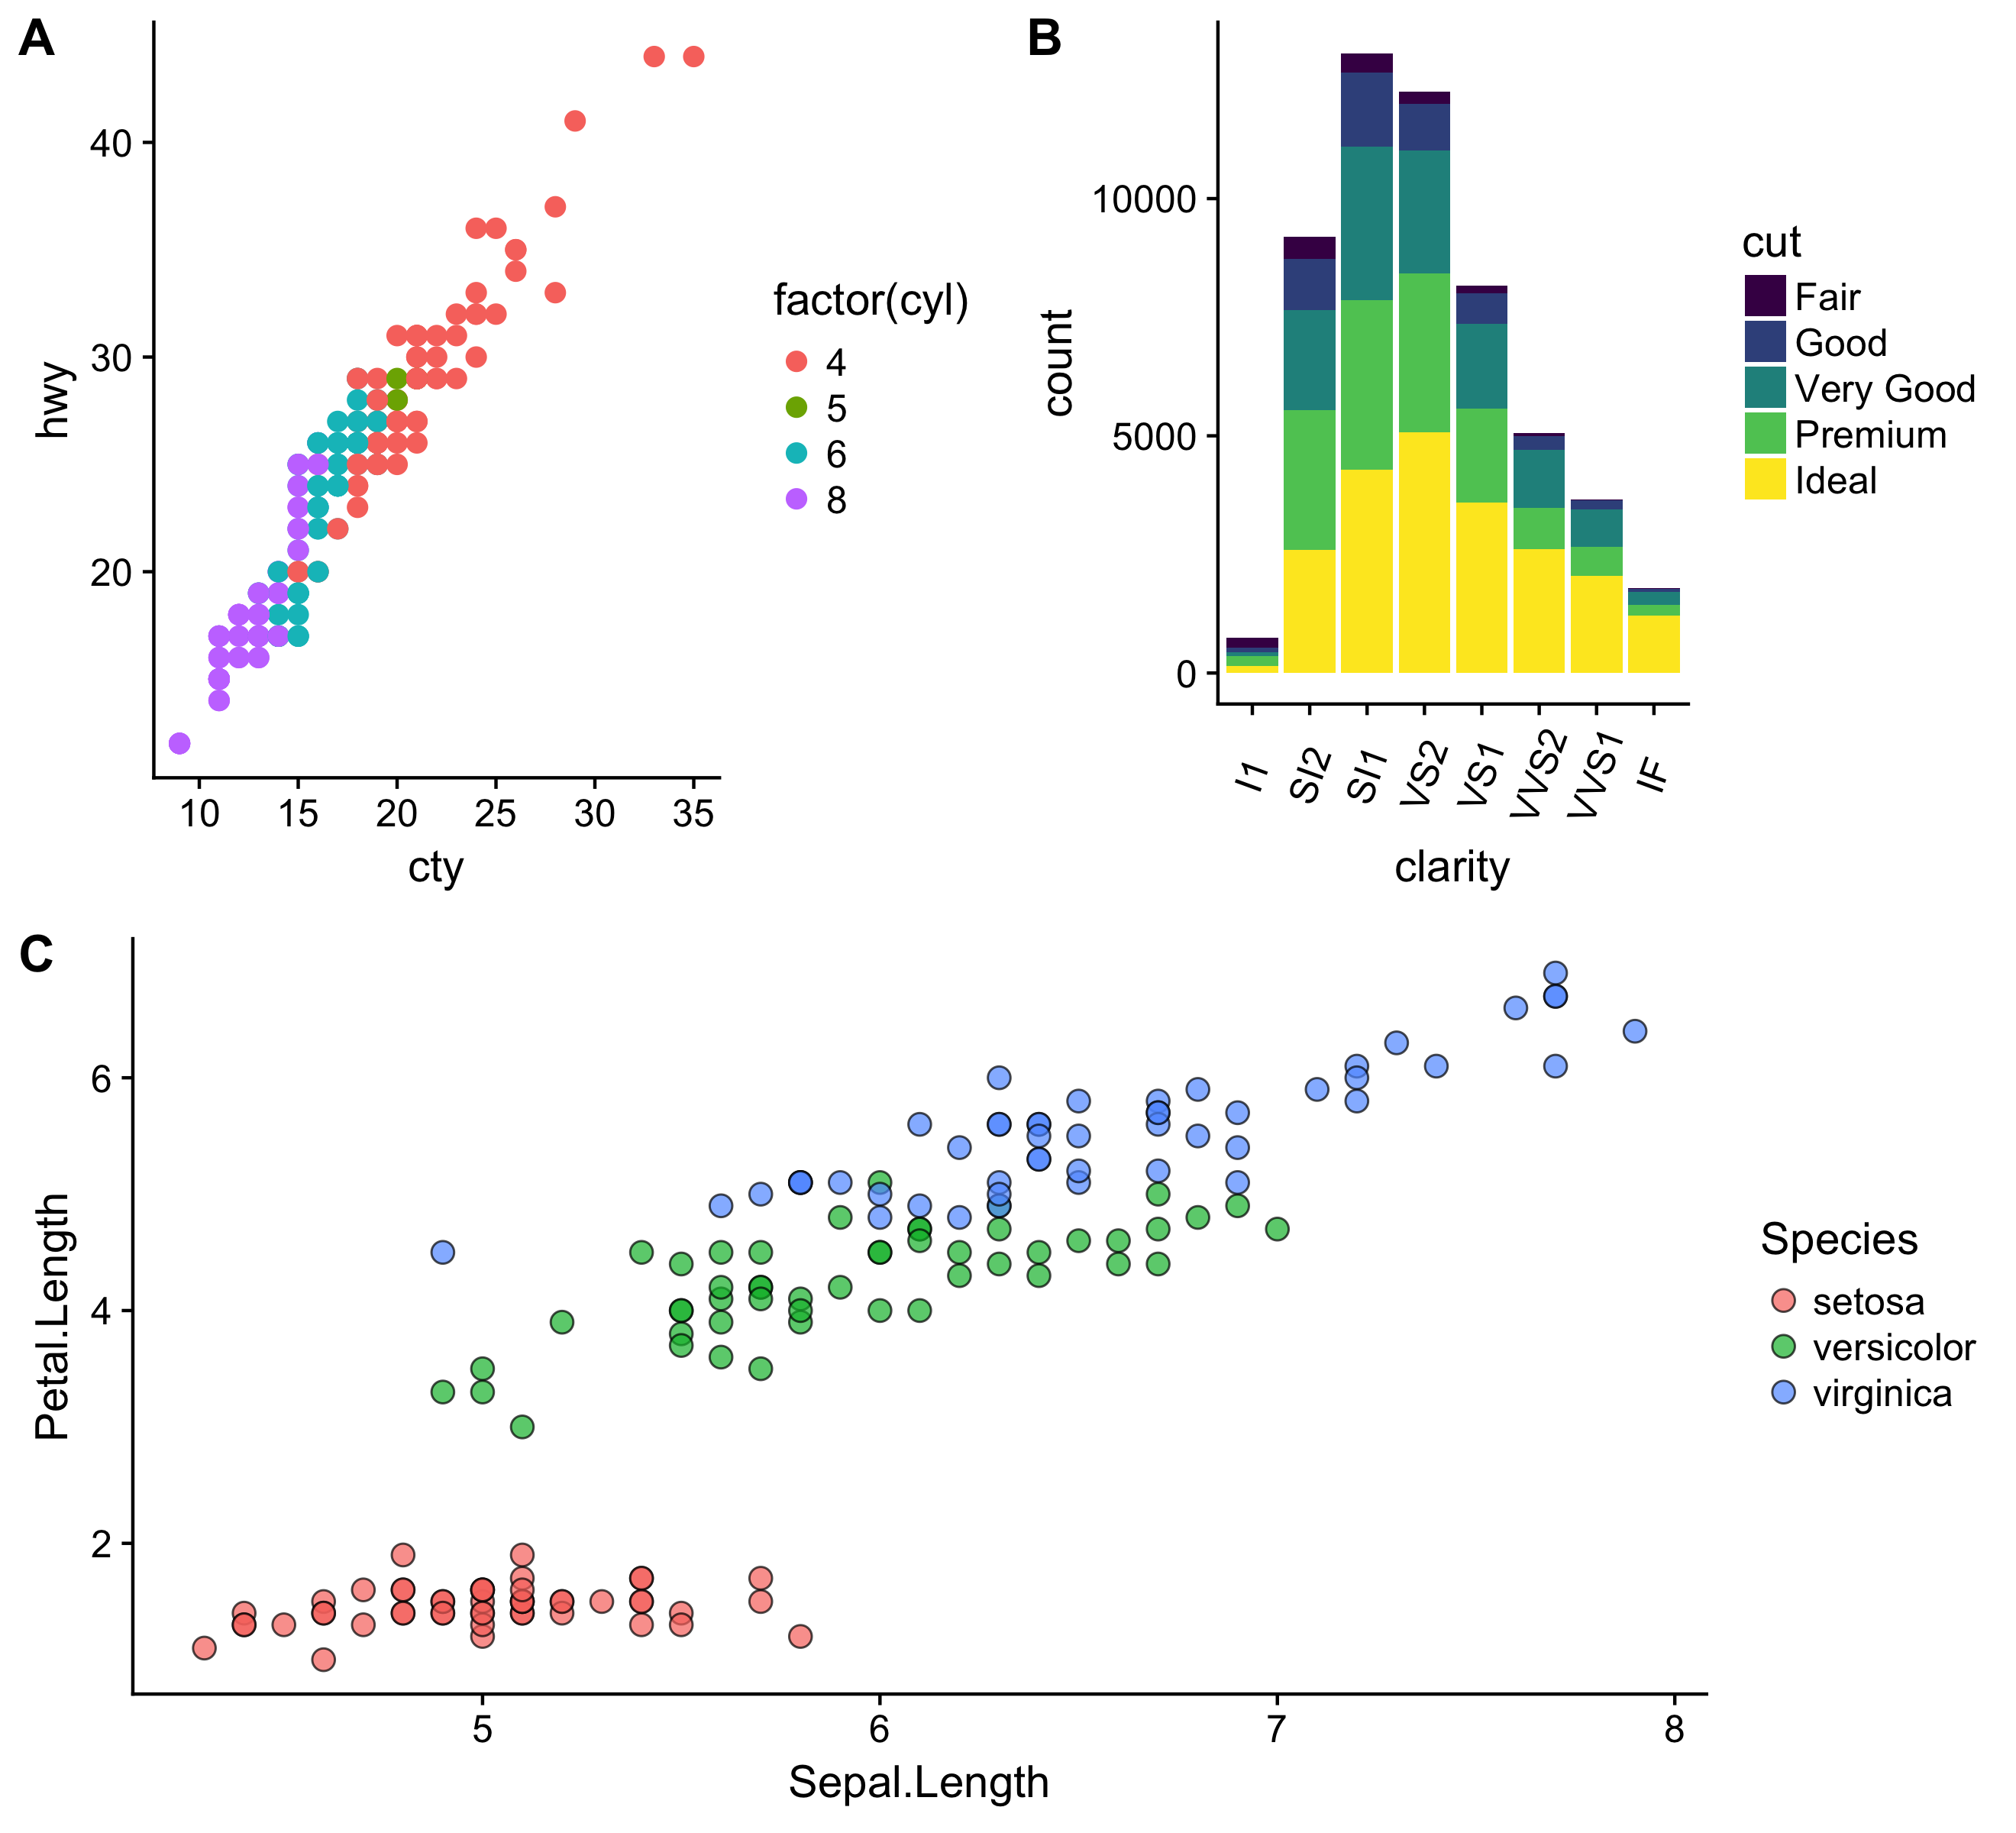 A
hwy
40
30
20
10 15 20 25 30 35
cty
factor(cyl)
4
5
6
8
B
count
10000
5000
0
I1 SI2 SI1 VS2 VS1 VVS2 VVS1 IF
clarity
cut
Fair
Good
Very Good
Premium
Ideal
C
Petal.Length
6
4
2
5 6 7 8
Sepal.Length
Species
setosa
versicolor
virginica